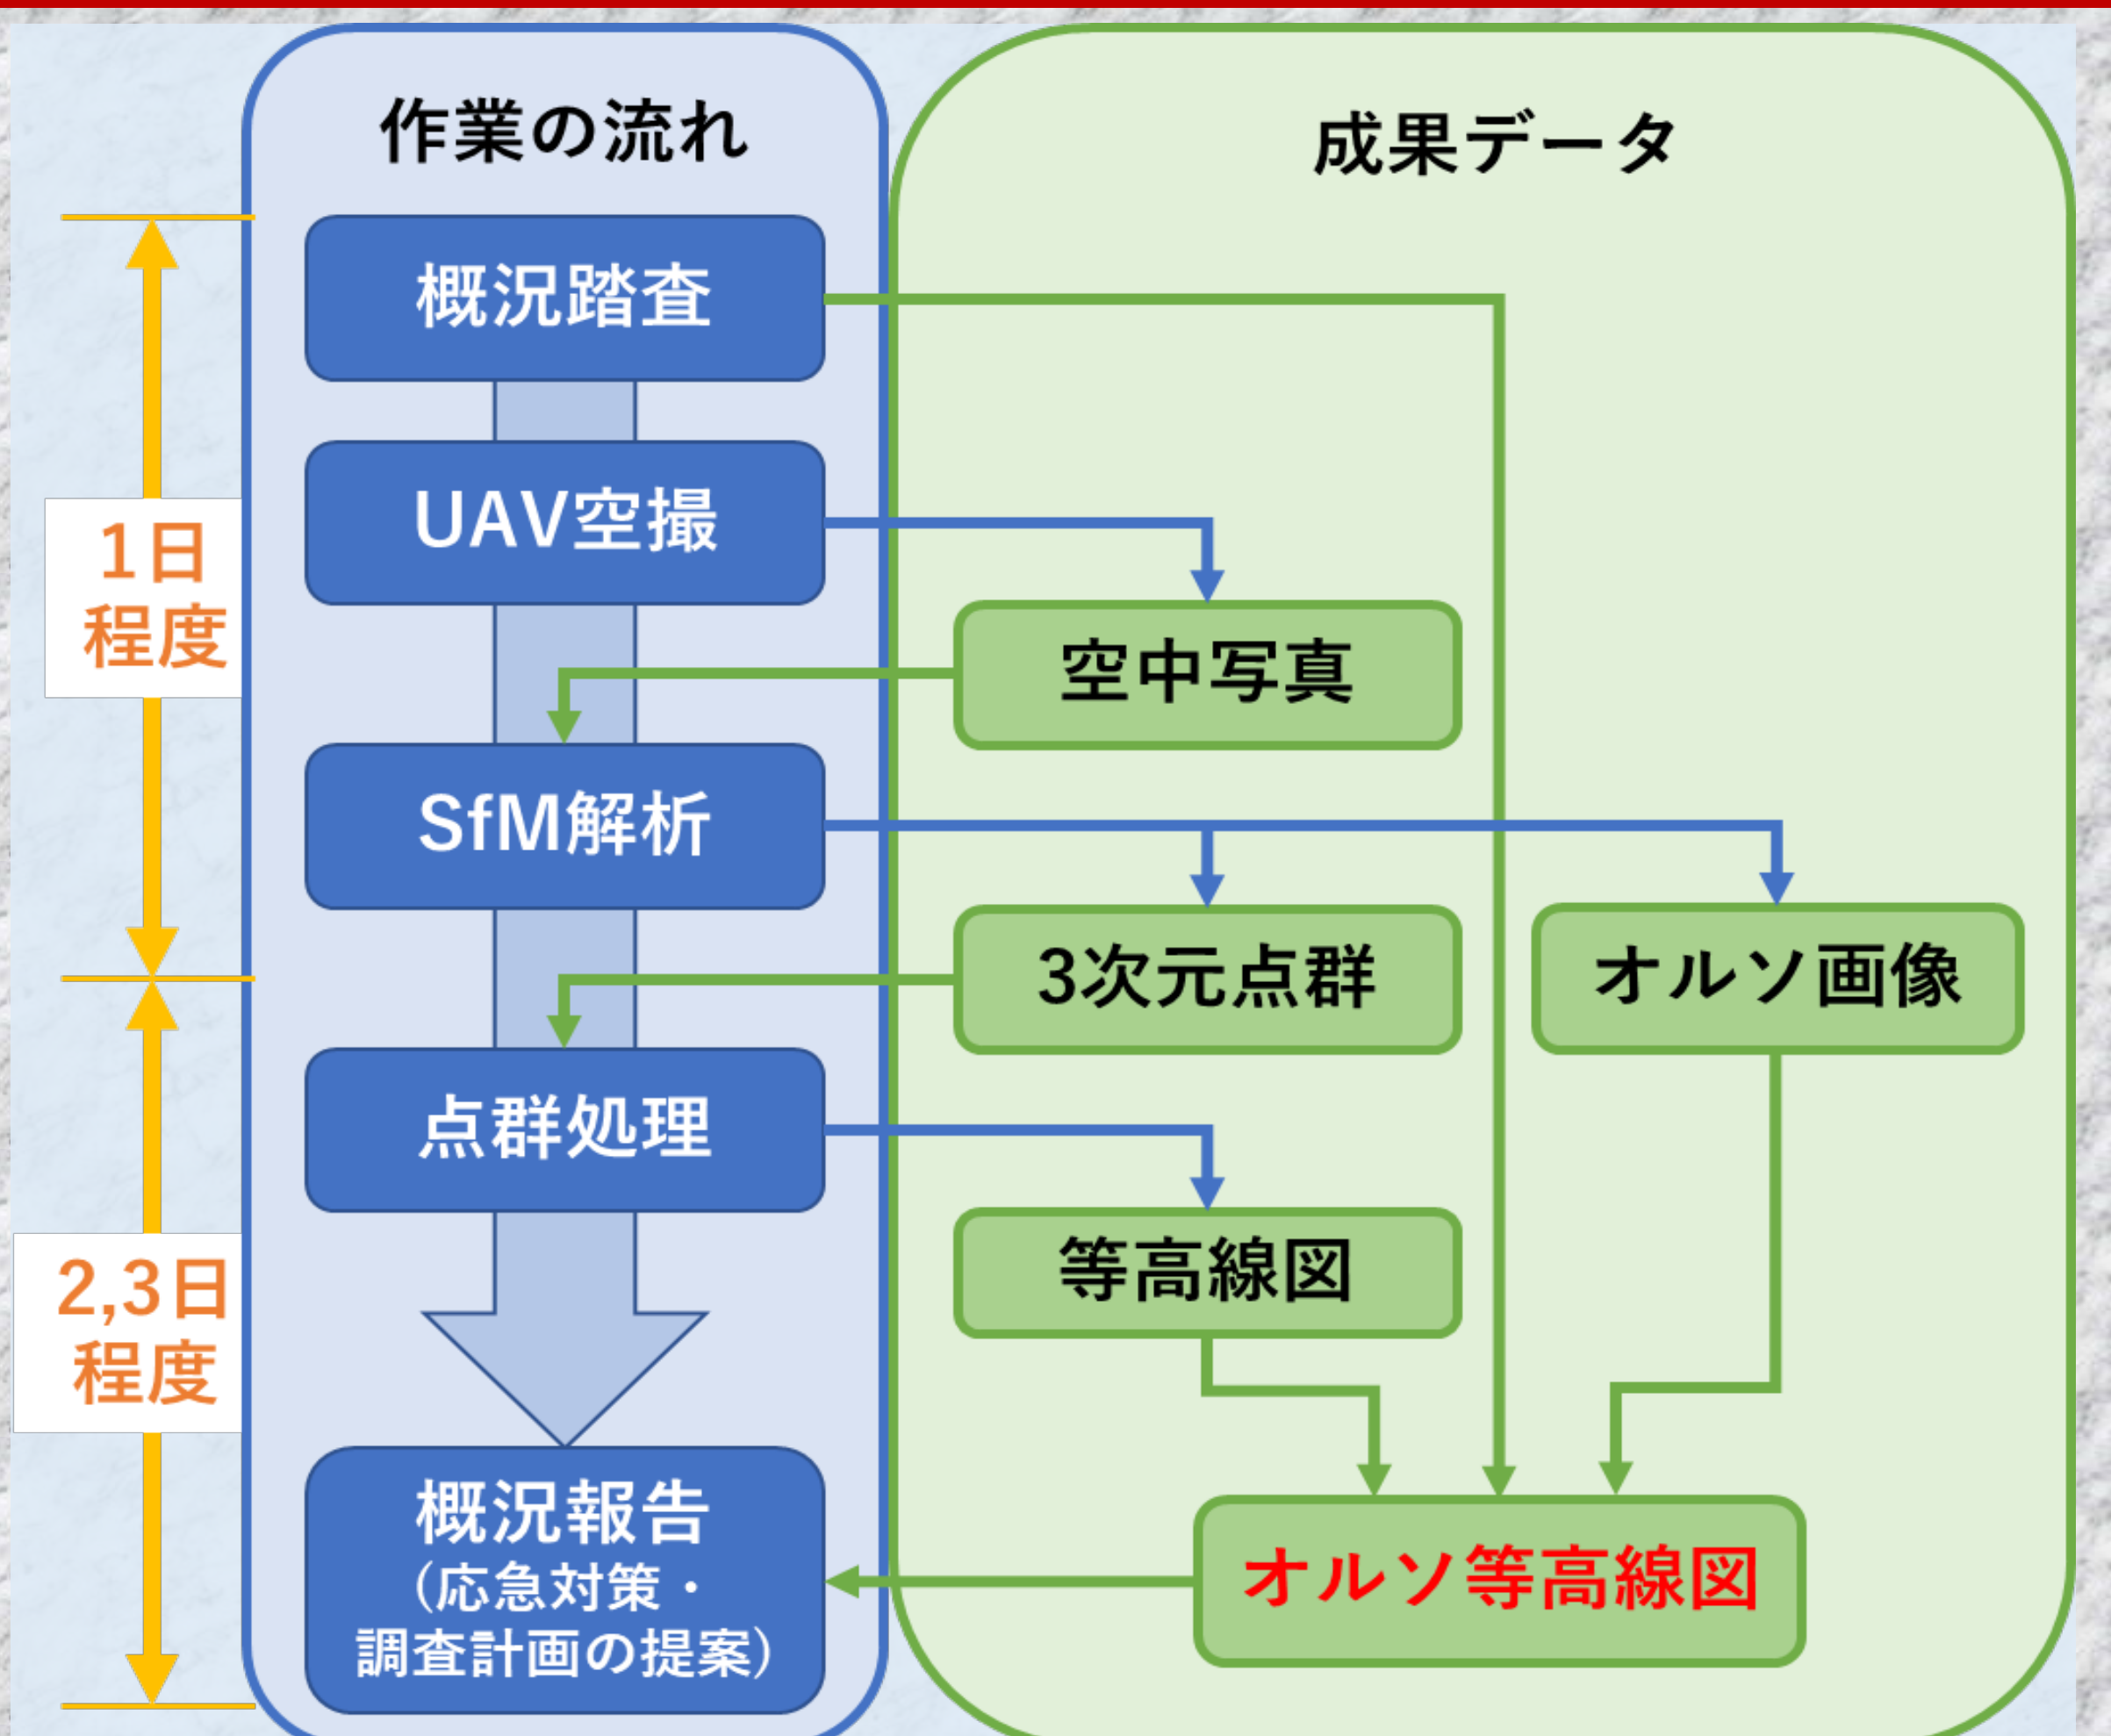 作業の流れ
成果データ
概況踏査
UAV空撮
1日
程度
空中写真
SfM解析
3次元点群
オルソ画像
点群処理
等高線図
2,3日
程度
概況報告
（応急対策・
調査計画の提案）
オルソ等高線図